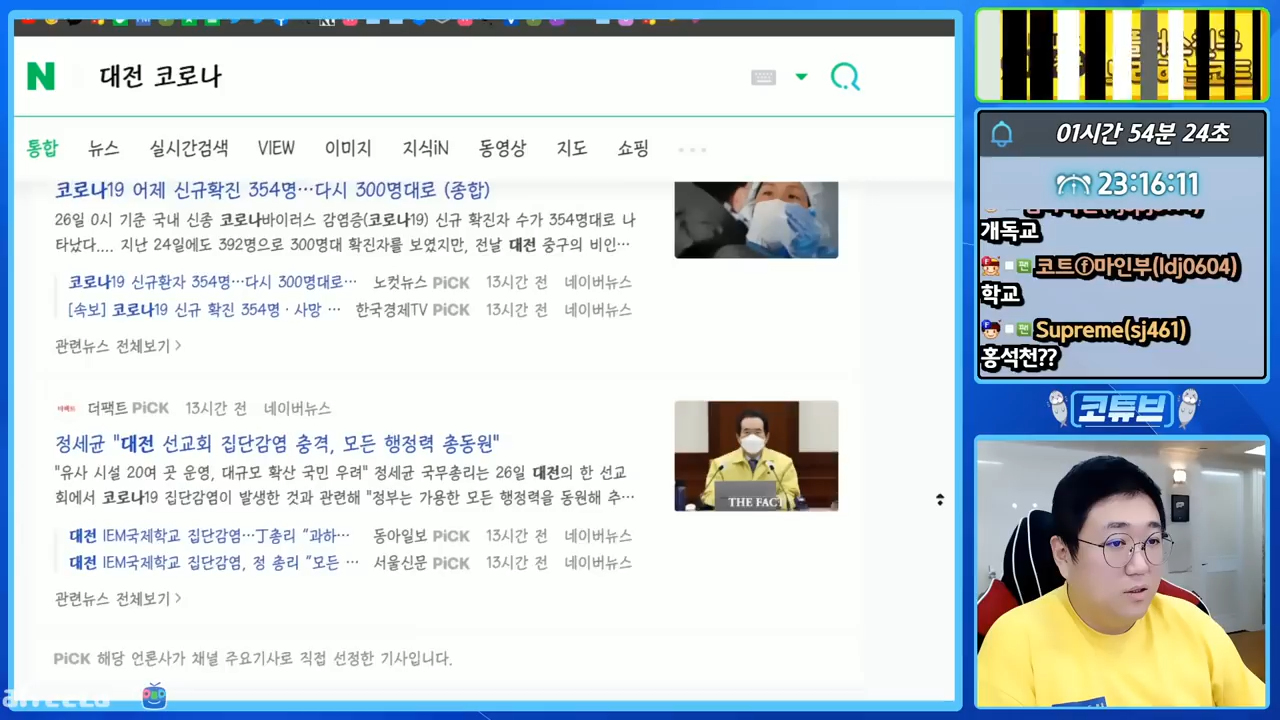 N 대전 코로나
통합 뉴스 실시간검색 VIEW 이미지 지식iN 동영상 지도 쇼핑
코로나19 어제 신규확진 354명…다시 300명대로 (종합)
26일 0시 기준 국내 신종 코로나바이러스 감염증(코로나19) 신규 확진자 수가 354명대로 나
타났다.... 지난 24일에도 392명으로 300명대 확진자를 보였지만, 전날 대전 중구의 비인…
코로나19 신규환자 354명…다시 300명대로… 노컷뉴스 PiCK 13시간 전 네이버뉴스
[속보] 코로나19 신규 확진 354명·사망 … 한국경제TV PiCK 13시간 전 네이버뉴스
관련뉴스 전체보기 >
더팩트 더팩트 PiCK 13시간 전 네이버뉴스
정세균 "대전 선교회 집단감염 충격, 모든 행정력 총동원"
"유사 시설 20여 곳 운영, 대규모 확산 국민 우려" 정세균 국무총리는 26일 대전의 한 선교
회에서 코로나19 집단감염이 발생한 것과 관련해 "정부는 가용한 모든 행정력을 동원해 추…
THE FACT
대전 IEM국제학교 집단감염…丁총리 "과하… 동아일보 PiCK 13시간 전 네이버뉴스
대전 IEM국제학교 집단감염, 정 총리 "모든 … 서울신문 PiCK 13시간 전 네이버뉴스
관련뉴스 전체보기 >
PiCK 해당 언론사가 채널 주요기사로 직접 선정한 기사입니다.
01시간 54분 24초
23:16:11
개독교
팬 코트ⓕ마인부(ldj0604)
학교
팬 Supreme(sj461)
홍석천??
코튜브